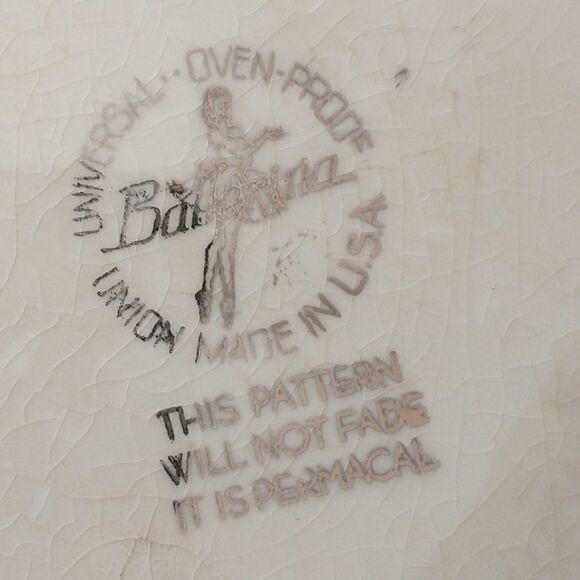 UNIVERSAL · OVEN-PROOF
Ballerina
UNION MADE IN U.S.A.
THIS PATTERN
WILL NOT FADE
IT IS PERMACAL